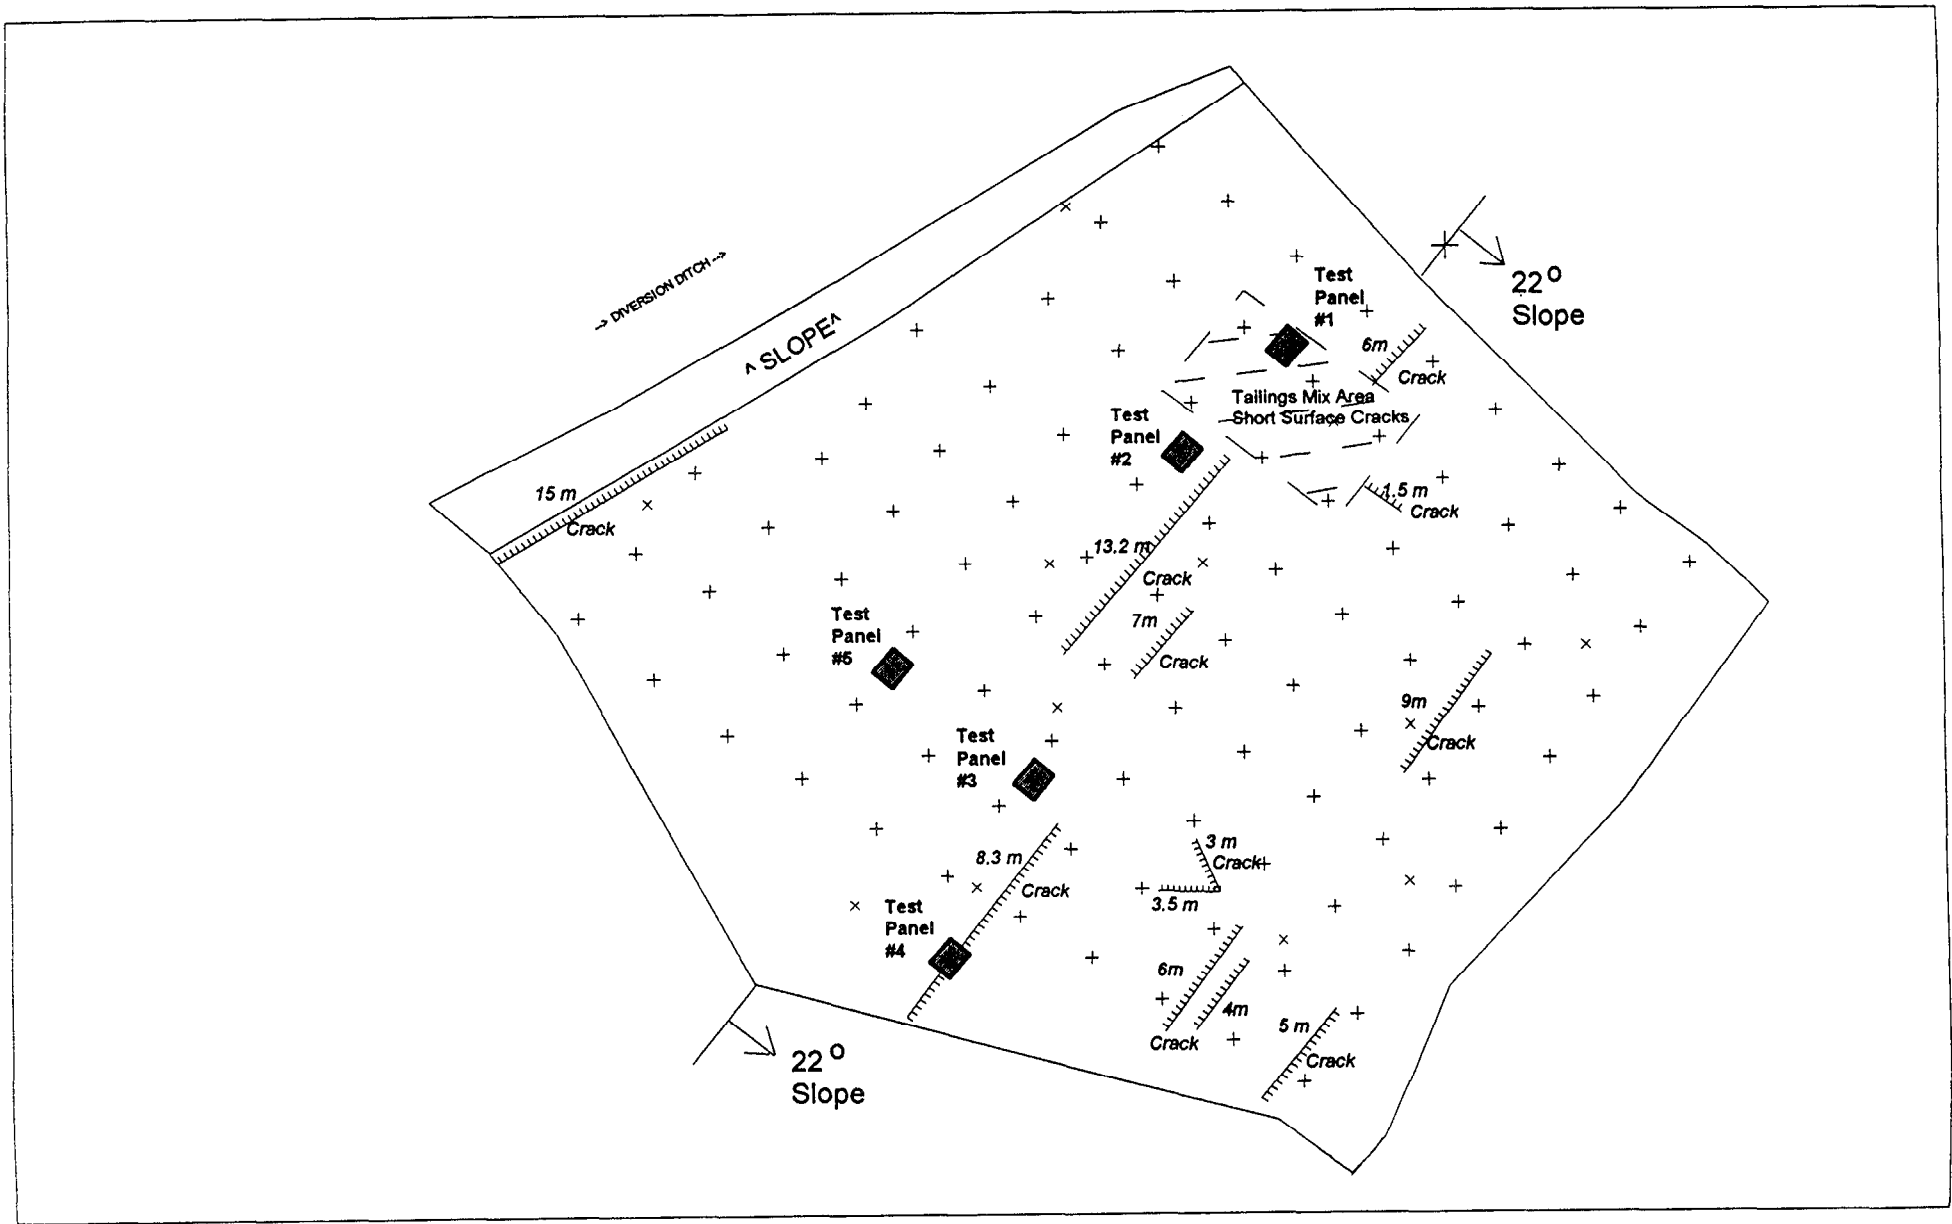 --> DIVERSION DITCH -->
^ SLOPE ^
22° 
Slope
Test
Panel
#1
6m
Crack
Tailings Mix Area
Short Surface Cracks
Test
Panel
#2
15 m
Crack
1.5 m
Crack
13.2 m
Crack
7m
Crack
Test
Panel
#5
9m
Crack
Test
Panel
#3
3 m
Crack
8.3 m
Crack
3.5 m
Test
Panel
#4
6m
4m
Crack
5 m
Crack
22°
Slope